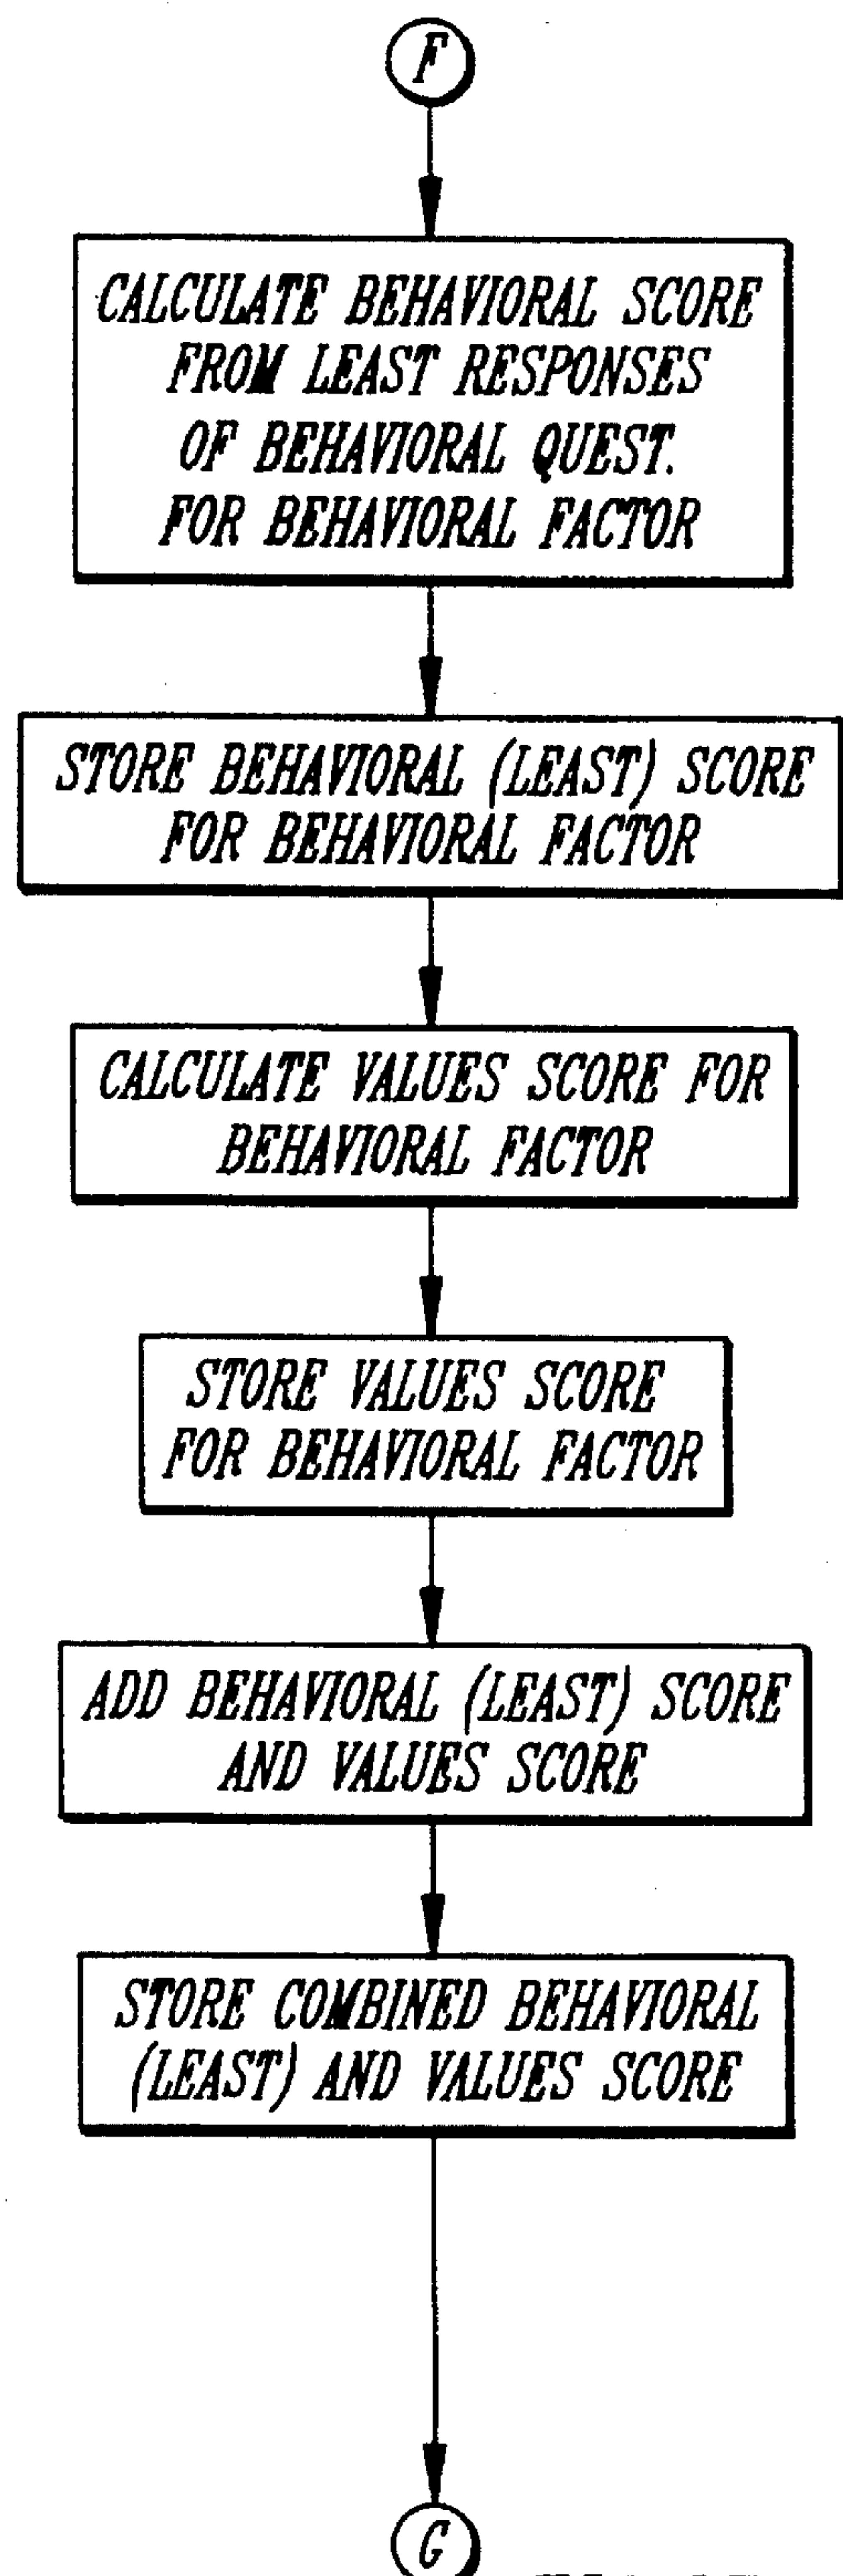 F
CALCULATE BEHAVIORAL SCORE
FROM LEAST RESPONSES
OF BEHAVIORAL QUEST.
FOR BEHAVIORAL FACTOR
STORE BEHAVIORAL (LEAST) SCORE
FOR BEHAVIORAL FACTOR
CALCULATE VALUES SCORE FOR
BEHAVIORAL FACTOR
STORE VALUES SCORE
FOR BEHAVIORAL FACTOR
ADD BEHAVIORAL (LEAST) SCORE
AND VALUES SCORE
STORE COMBINED BEHAVIORAL
(LEAST) AND VALUES SCORE
G